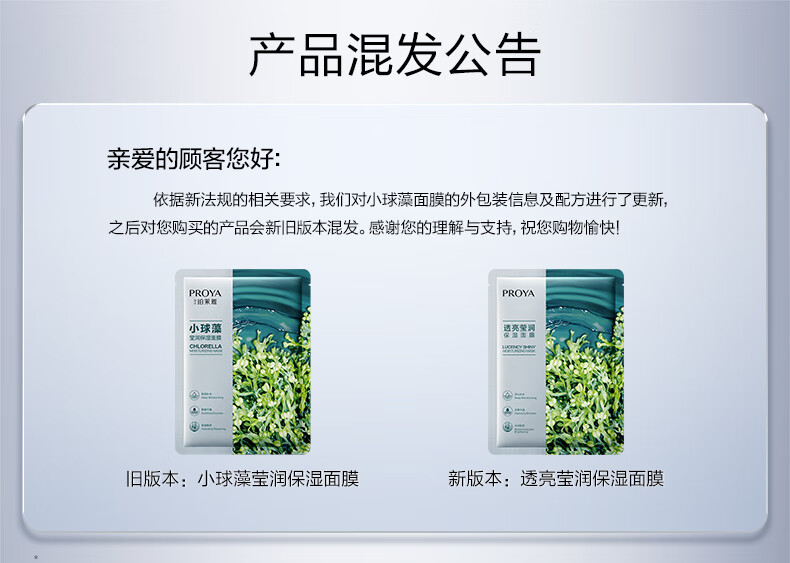 产品混发公告
亲爱的顾客您好:
依据新法规的相关要求,我们对小球藻面膜的外包装信息及配方进行了更新,
之后对您购买的产品会新旧版本混发。感谢您的理解与支持,祝您购物愉快!
PROYA
珀莱雅
小球藻
莹润保湿面膜
CHLORELLA
MOISTURIZING MASK
PROYA
透亮莹润
保湿面膜
LUCENCY SHINY
MOISTURIZING MASK
旧版本:小球藻莹润保湿面膜
新版本:透亮莹润保湿面膜